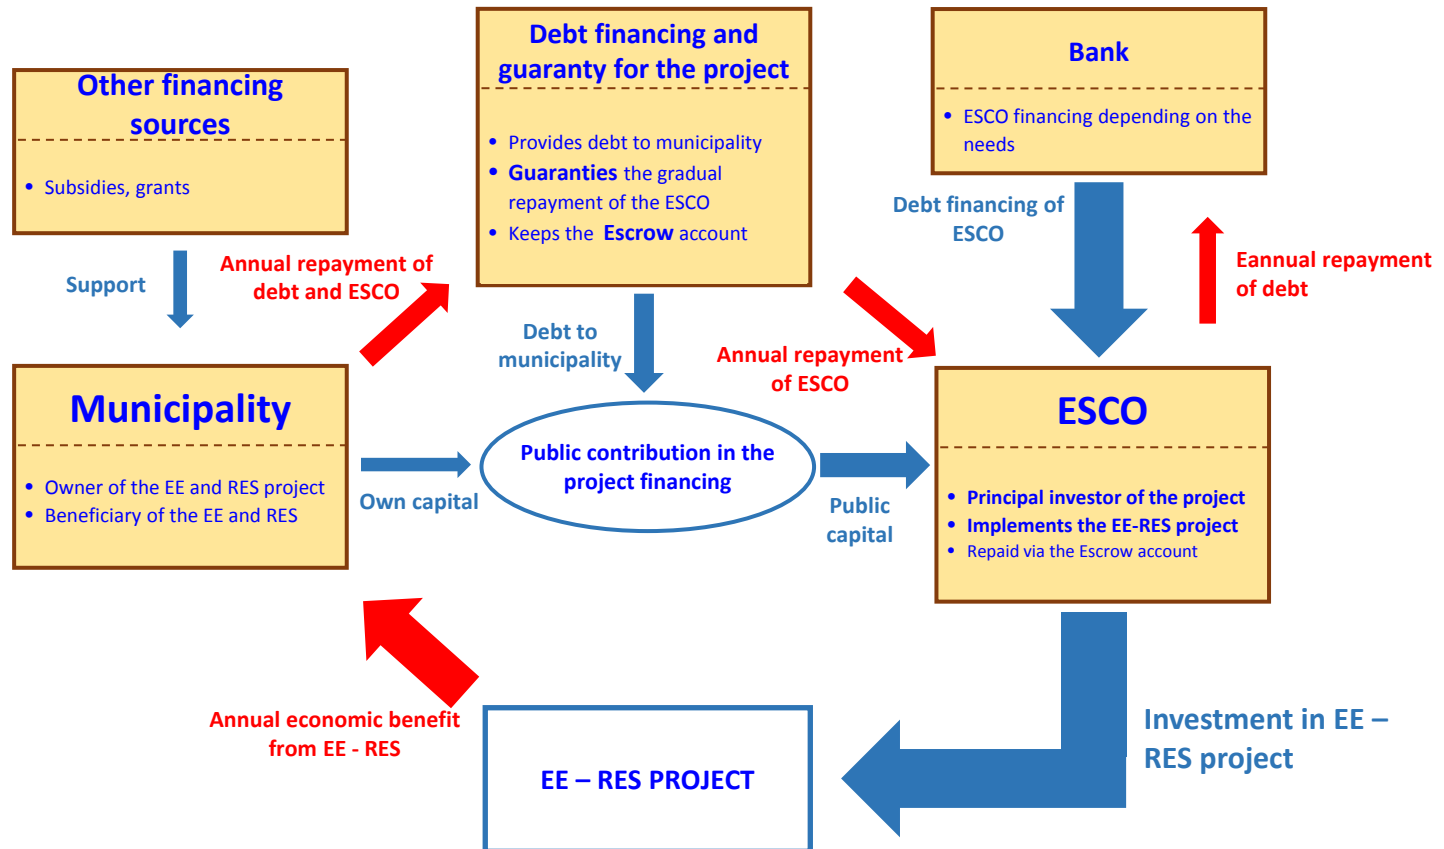 Other financing
sources
• Subsidies, grants
Debt financing and
guaranty for the project
• Provides debt to municipality
• Guaranties the gradual
repayment of the ESCO
• Keeps the Escrow account
Bank
• ESCO financing depending on the
needs
Support
Annual repayment of
debt and ESCO
Debt to
municipality
Annual repayment
of ESCO
Debt financing of
ESCO
Eannual repayment
of debt
Municipality
• Owner of the EE and RES project
• Beneficiary of the EE and RES
Own capital
Public contribution in the
project financing
Public
capital
ESCO
• Principal investor of the project
• Implements the EE-RES project
• Repaid via the Escrow account
Annual economic benefit
from EE - RES
EE – RES PROJECT
Investment in EE –
RES project